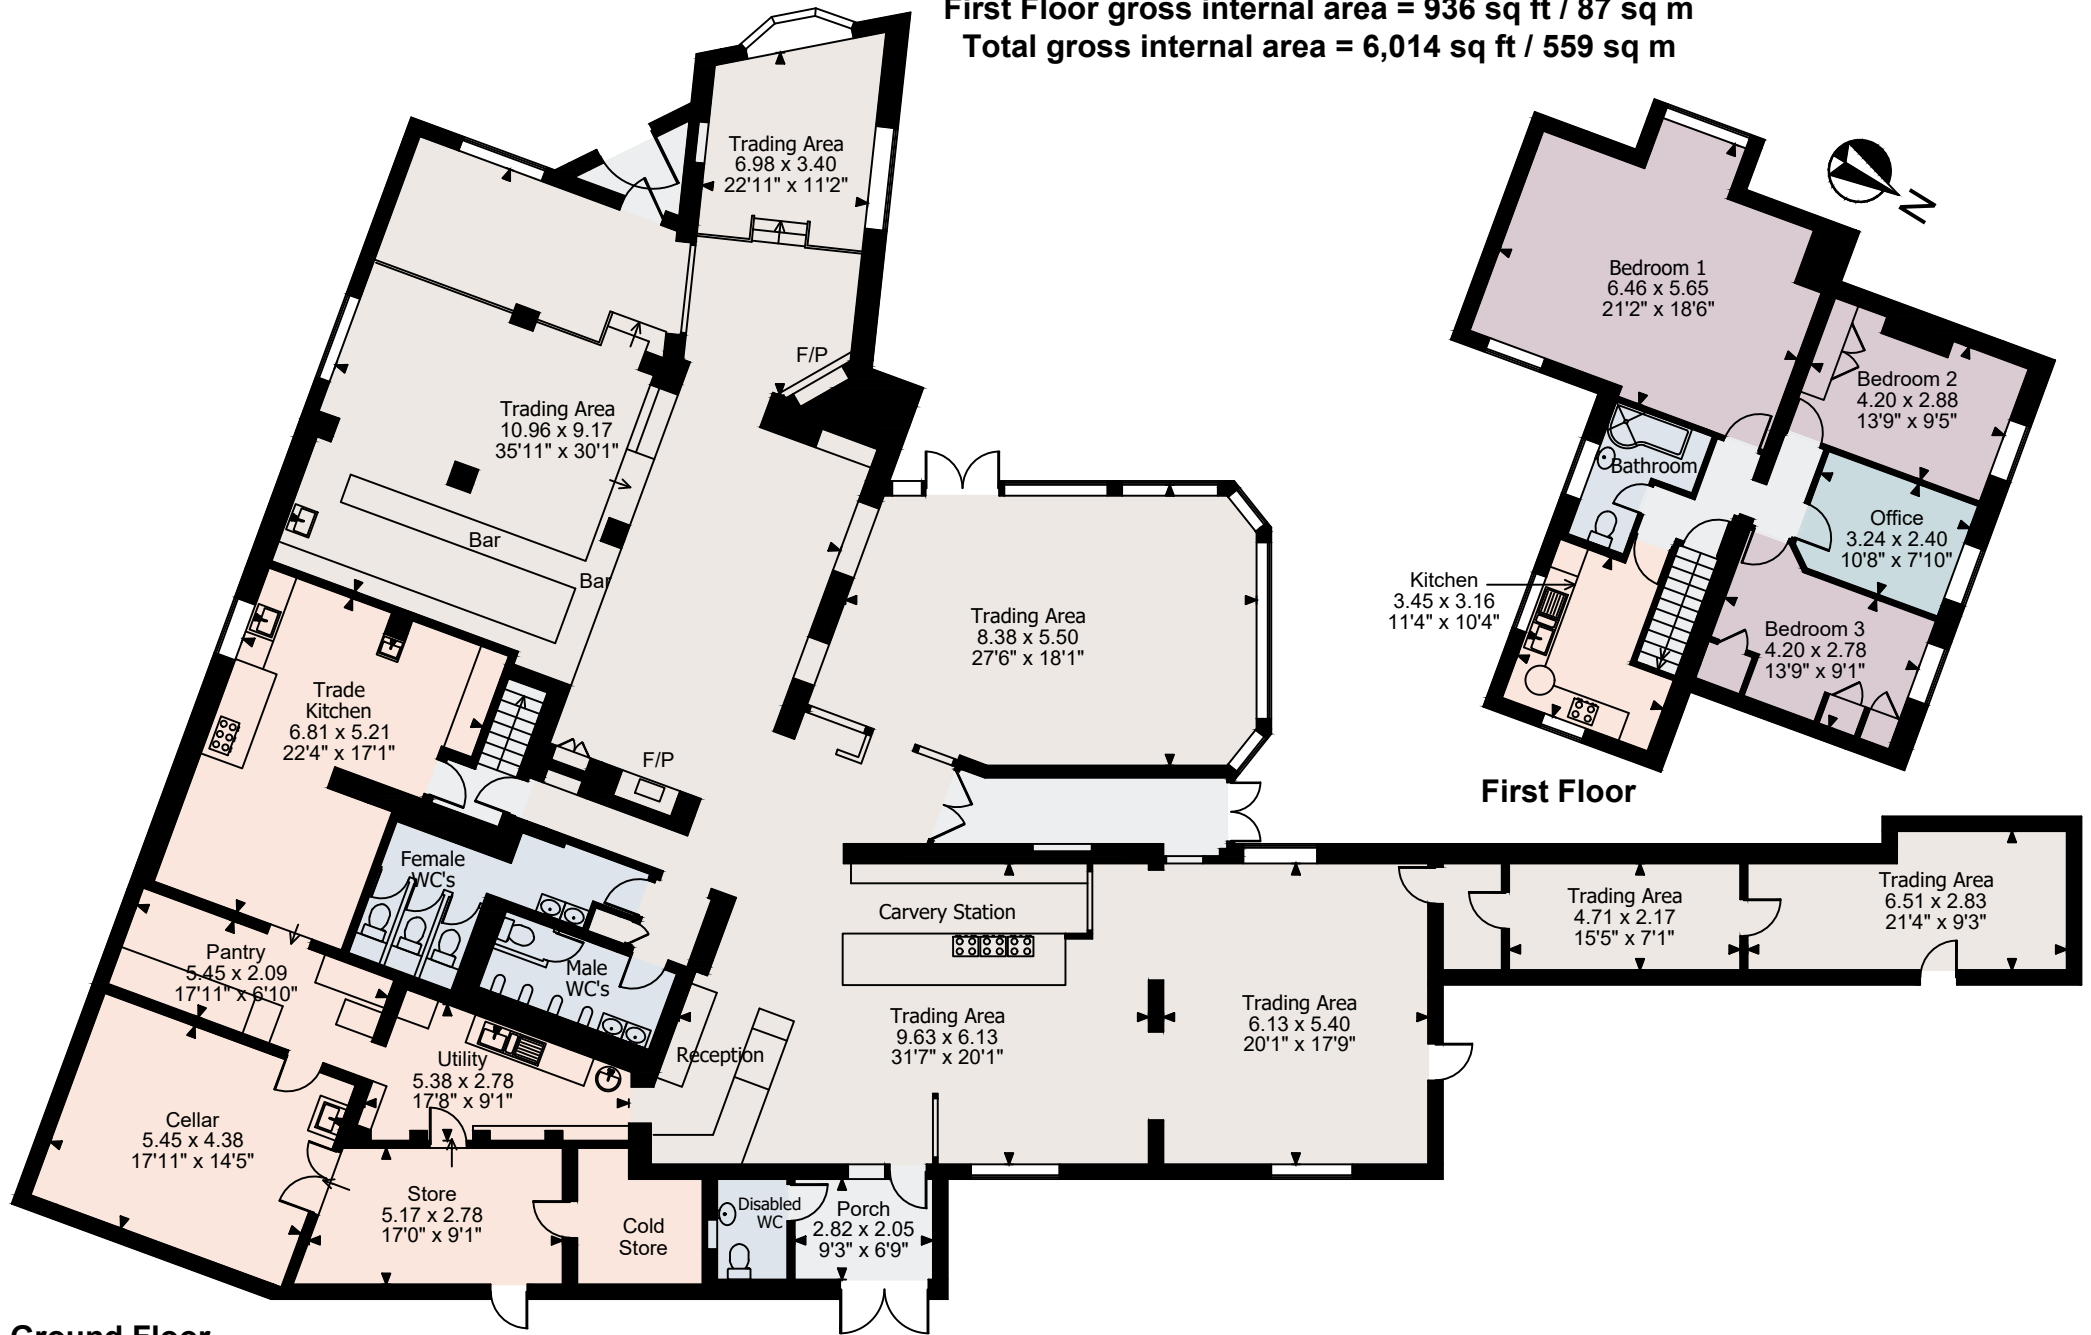 First Floor gross internal area = 936 sq ft / 87 sq m
Total gross internal area = 6,014 sq ft / 559 sq m
Trading Area
6.98 x 3.40
22'11" x 11'2"
F/P
Trading Area
10.96 x 9.17
35'11" x 30'1"
Bar
Bar
Trading Area
8.38 x 5.50
27'6" x 18'1"
Trade
Kitchen
6.81 x 5.21
22'4" x 17'1"
F/P
Female
WC's
Male
WC's
Pantry
5.45 x 2.09
17'11" x 6'10"
Utility
5.38 x 2.78
17'8" x 9'1"
Cellar
5.45 x 4.38
17'11" x 14'5"
Store
5.17 x 2.78
17'0" x 9'1"
Cold
Store
Disabled
WC
Porch
2.82 x 2.05
9'3" x 6'9"
Reception
Carvery Station
Trading Area
9.63 x 6.13
31'7" x 20'1"
Trading Area
6.13 x 5.40
20'1" x 17'9"
Trading Area
4.71 x 2.17
15'5" x 7'1"
Trading Area
6.51 x 2.83
21'4" x 9'3"
Ground Floor
N
Bedroom 1
6.46 x 5.65
21'2" x 18'6"
Bedroom 2
4.20 x 2.88
13'9" x 9'5"
Bathroom
Office
3.24 x 2.40
10'8" x 7'10"
Kitchen
3.45 x 3.16
11'4" x 10'4"
Bedroom 3
4.20 x 2.78
13'9" x 9'1"
First Floor